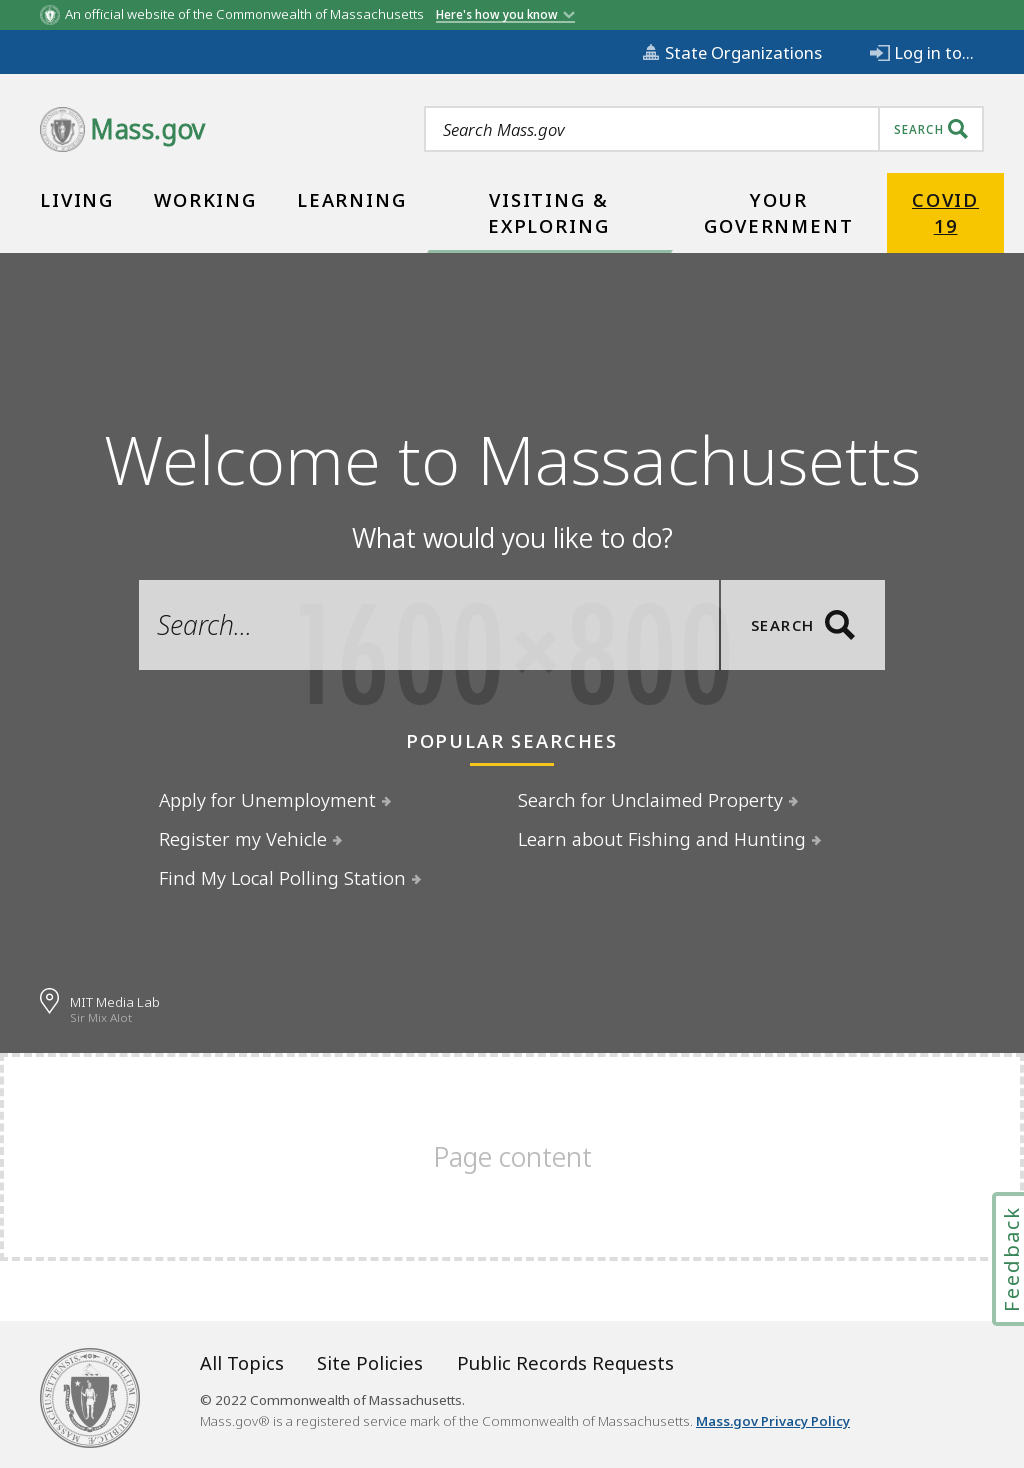 An official website of the Commonwealth of Massachusetts Here's how you know
State Organizations Log in to...
Mass.gov
Search Mass.gov
SEARCH
LIVING WORKING LEARNING
VISITING &
EXPLORING
YOUR
GOVERNMENT
COVID
19
Welcome to Massachusetts
What would you like to do?
Search...
SEARCH
1600×800
POPULAR SEARCHES
Apply for Unemployment
Search for Unclaimed Property
Register my Vehicle
Learn about Fishing and Hunting
Find My Local Polling Station
MIT Media Lab
Sir Mix Alot
Page content
Feedback
All Topics Site Policies Public Records Requests
© 2022 Commonwealth of Massachusetts.
Mass.gov® is a registered service mark of the Commonwealth of Massachusetts. Mass.gov Privacy Policy